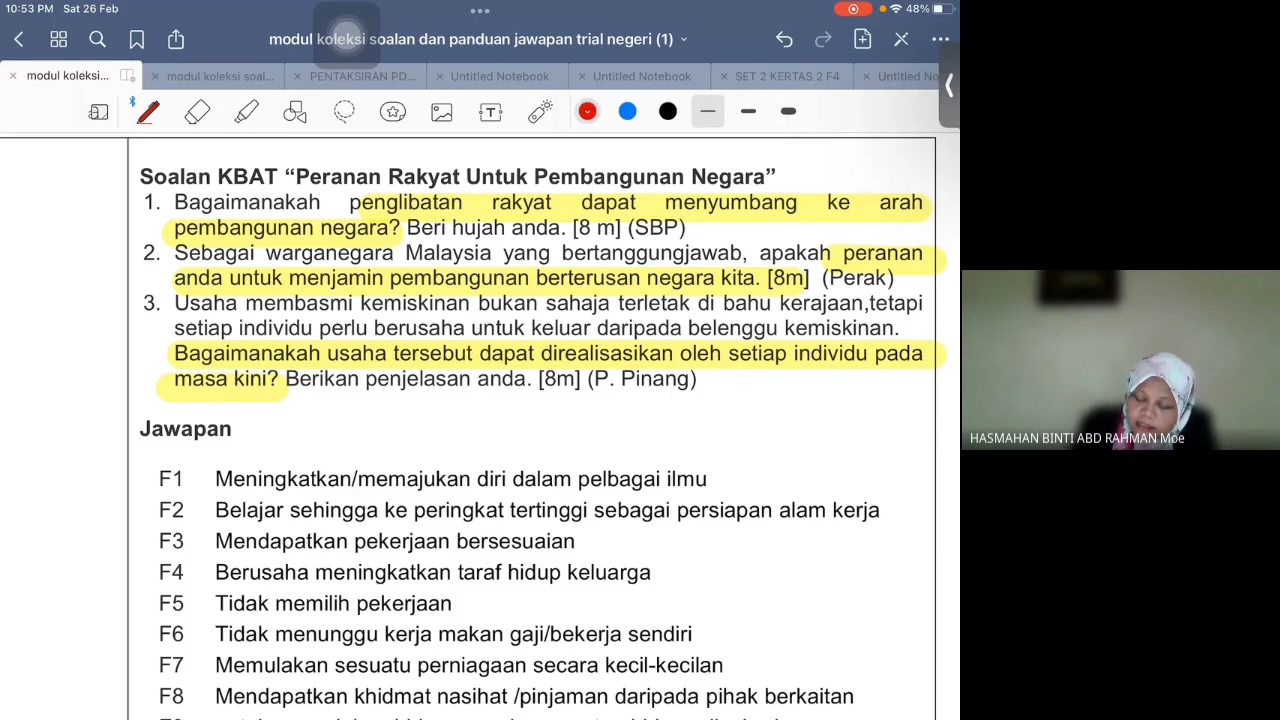 10:53 PM Sat 26 Feb
48%
modul koleksi soalan dan panduan jawapan trial negeri (1)
modul koleksi...
modul koleksi soal...
PENTAKSIRAN PD...
Untitled Notebook
Untitled Notebook
SET 2 KERTAS 2 F4
Untitled No
T
Soalan KBAT “Peranan Rakyat Untuk Pembangunan Negara”
1. Bagaimanakah penglibatan rakyat dapat menyumbang ke arah
pembangunan negara? Beri hujah anda. [8 m] (SBP)
2. Sebagai warganegara Malaysia yang bertanggungjawab, apakah peranan
anda untuk menjamin pembangunan berterusan negara kita. [8m] (Perak)
3. Usaha membasmi kemiskinan bukan sahaja terletak di bahu kerajaan,tetapi
setiap individu perlu berusaha untuk keluar daripada belenggu kemiskinan.
Bagaimanakah usaha tersebut dapat direalisasikan oleh setiap individu pada
masa kini? Berikan penjelasan anda. [8m] (P. Pinang)
Jawapan
F1 Meningkatkan/memajukan diri dalam pelbagai ilmu
F2 Belajar sehingga ke peringkat tertinggi sebagai persiapan alam kerja
F3 Mendapatkan pekerjaan bersesuaian
F4 Berusaha meningkatkan taraf hidup keluarga
F5 Tidak memilih pekerjaan
F6 Tidak menunggu kerja makan gaji/bekerja sendiri
F7 Memulakan sesuatu perniagaan secara kecil-kecilan
F8 Mendapatkan khidmat nasihat /pinjaman daripada pihak berkaitan
HASMAHAN BINTI ABD RAHMAN Moe